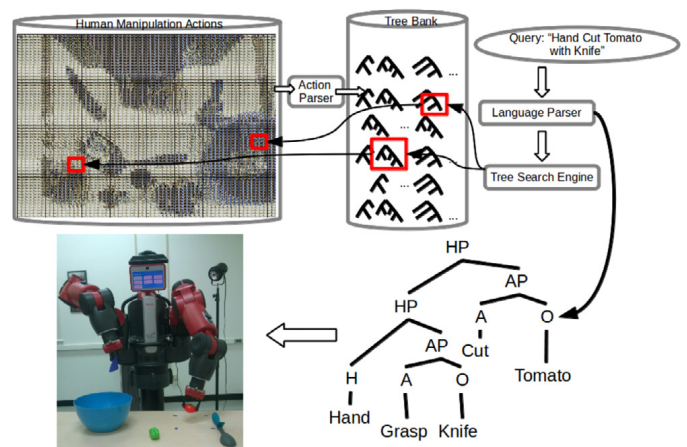 Human Manipulation Actions
Tree Bank
Query: "Hand Cut Tomato
with Knife"
Action
Parser
...
...
Language Parser
...
...
Tree Search Engine
...
...
HP
AP
HP
A
O
AP
Cut
H
A
O
Tomato
Hand
Grasp
Knife